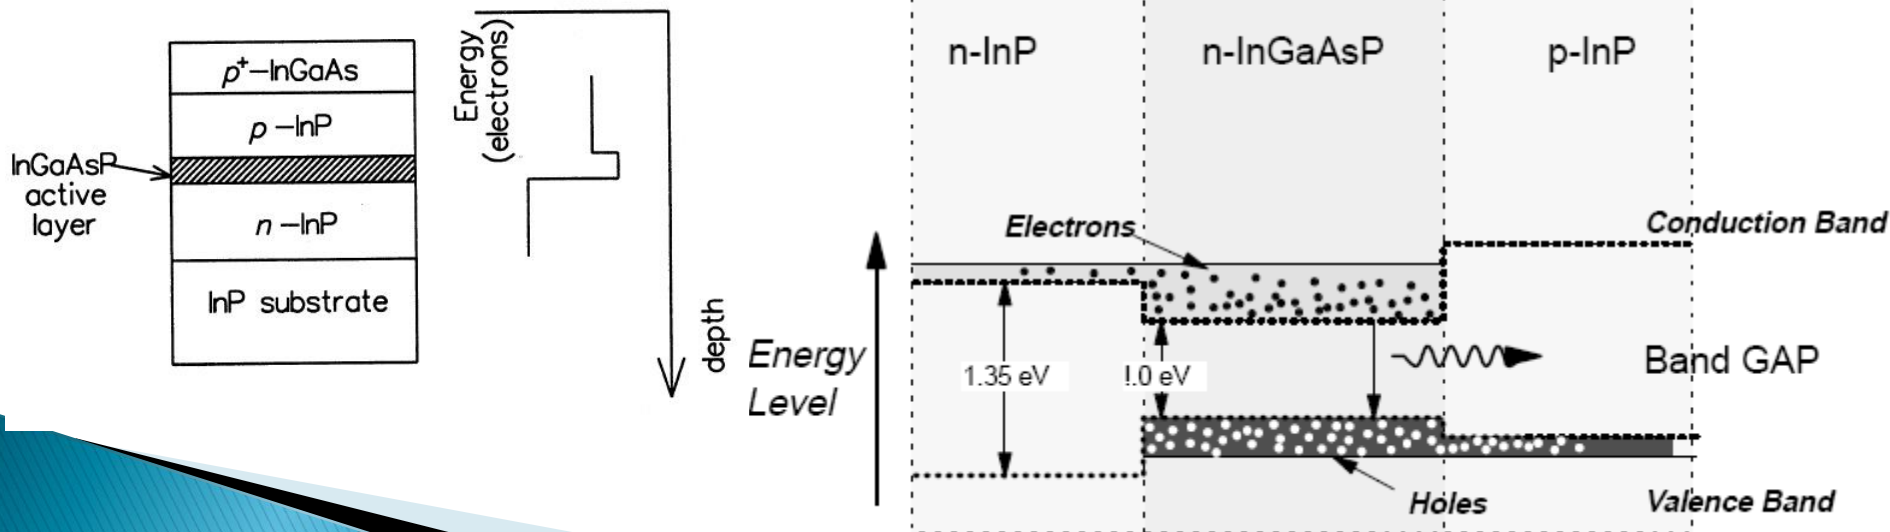 p⁺–InGaAs
p –InP
InGaAsP
active
layer
n –InP
InP substrate
Energy
(electrons)
depth
n-InP
n-InGaAsP
p-InP
Electrons
Conduction Band
Energy
Level
1.35 eV
1.0 eV
Band GAP
Holes
Valence Band